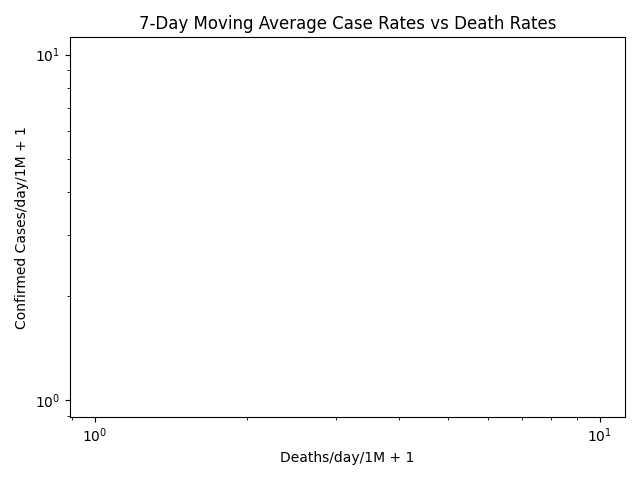 7-Day Moving Average Case Rates vs Death Rates
10¹
Confirmed Cases/day/1M + 1
10⁰
10⁰ 10¹
Deaths/day/1M + 1